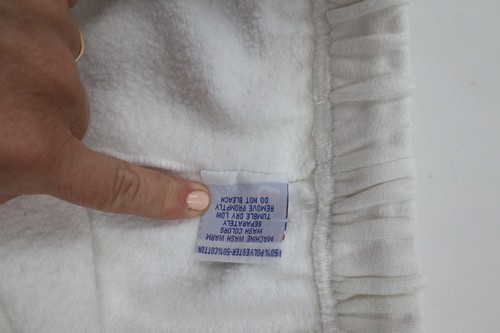 50% POLYESTER-50% COTTON
MACHINE WASH WARM
WASH COLORS
SEPARATELY
TUMBLE DRY LOW
REMOVE PROMPTLY
DO NOT BLEACH